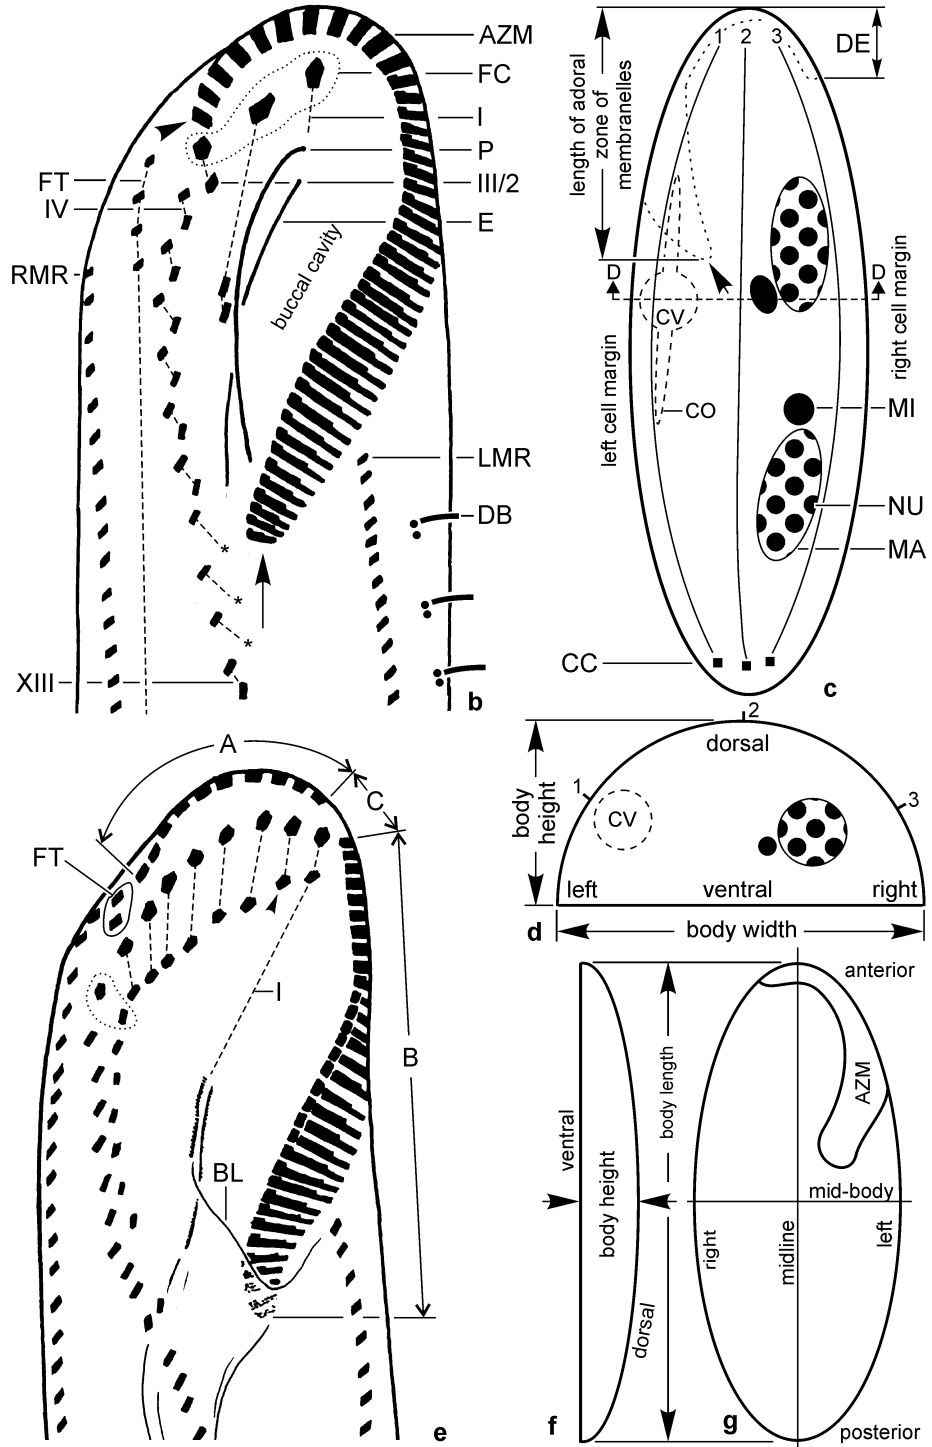 AZM
FC
I
P
III/2
E
FT
IV
RMR
buccal cavity
LMR
DB
*
*
*
XIII
b
length of adoral
zone of
membranelles
1 2 3
DE
D
D
CV
CO
left cell margin
right cell margin
MI
NU
MA
CC
c
A
C
FT
I
B
BL
e
2
dorsal
1
3
CV
body
height
left
ventral
right
d
body width
ventral
body height
dorsal
f
body length
anterior
AZM
mid-body
right
midline
left
g
posterior